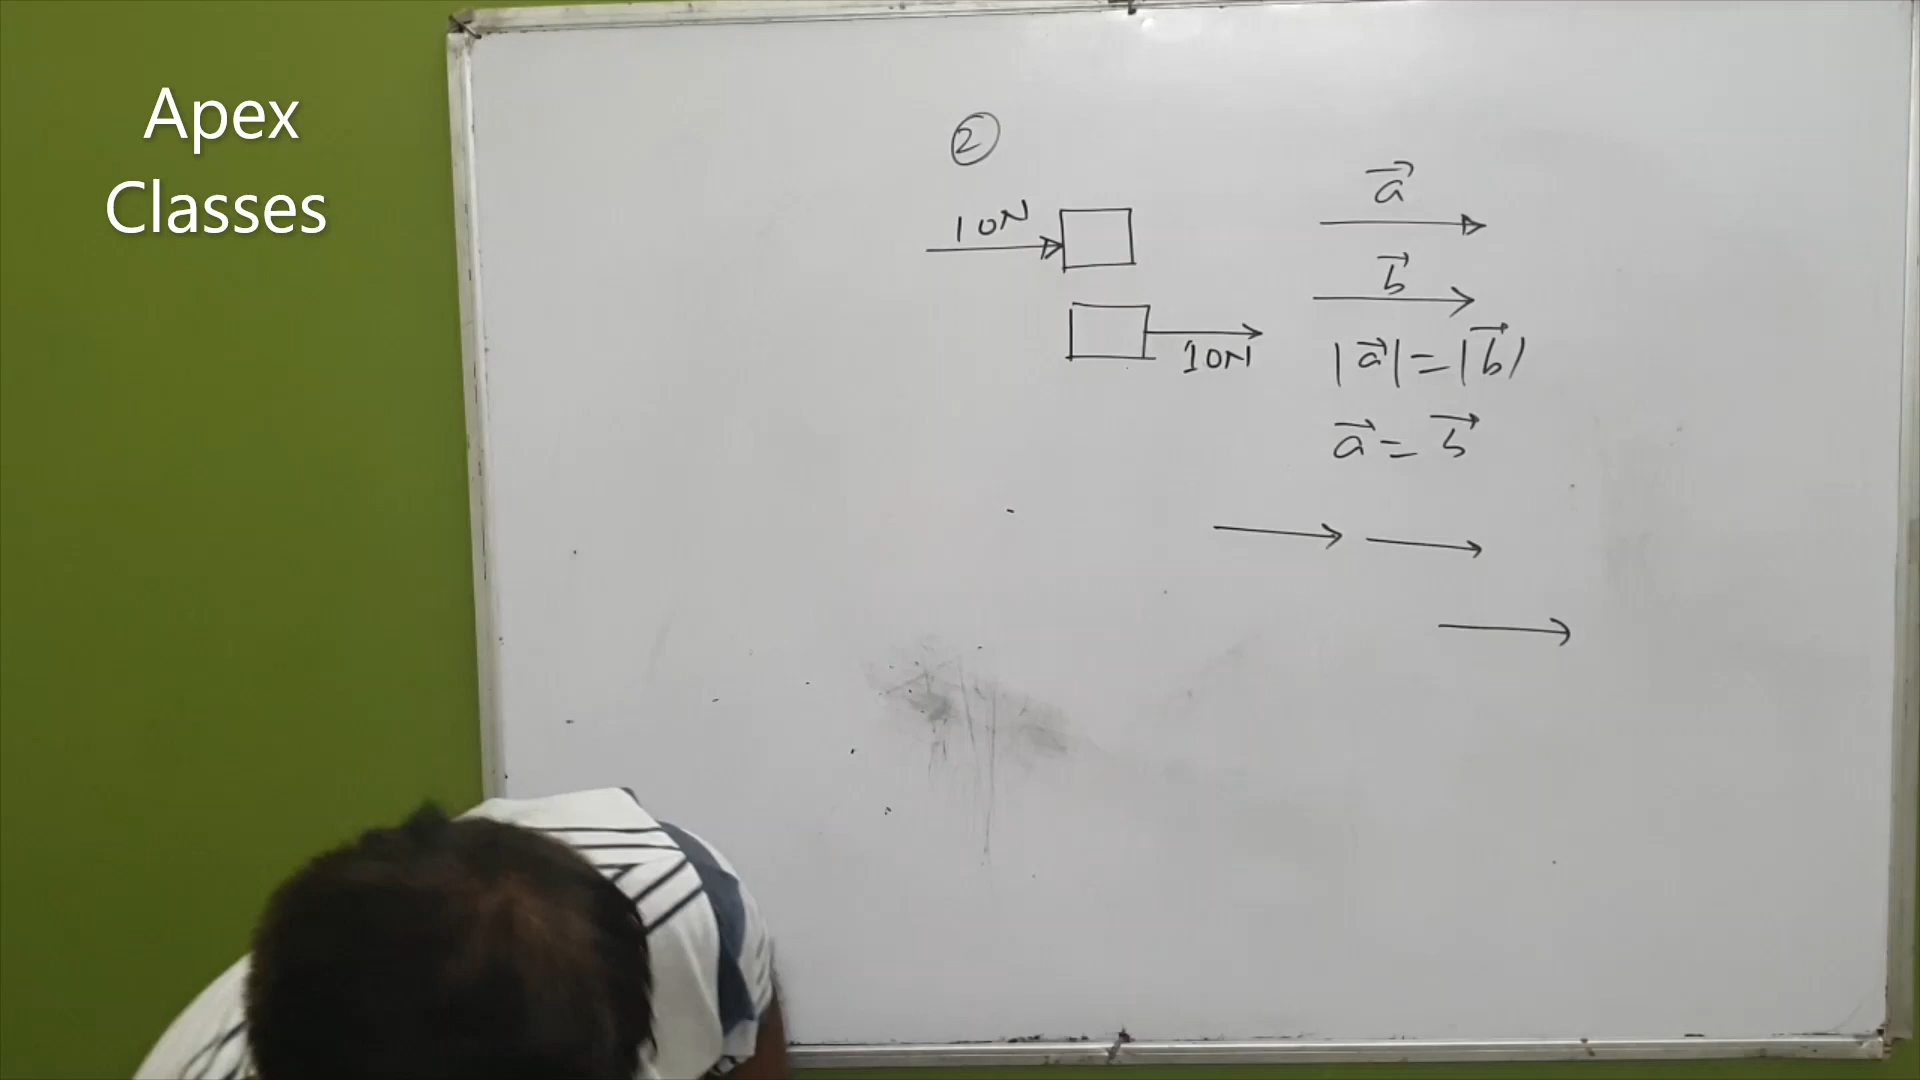 Apex
Classes
②
10N
10N
a⃗
b⃗
|a⃗| = |b⃗|
a⃗ = b⃗